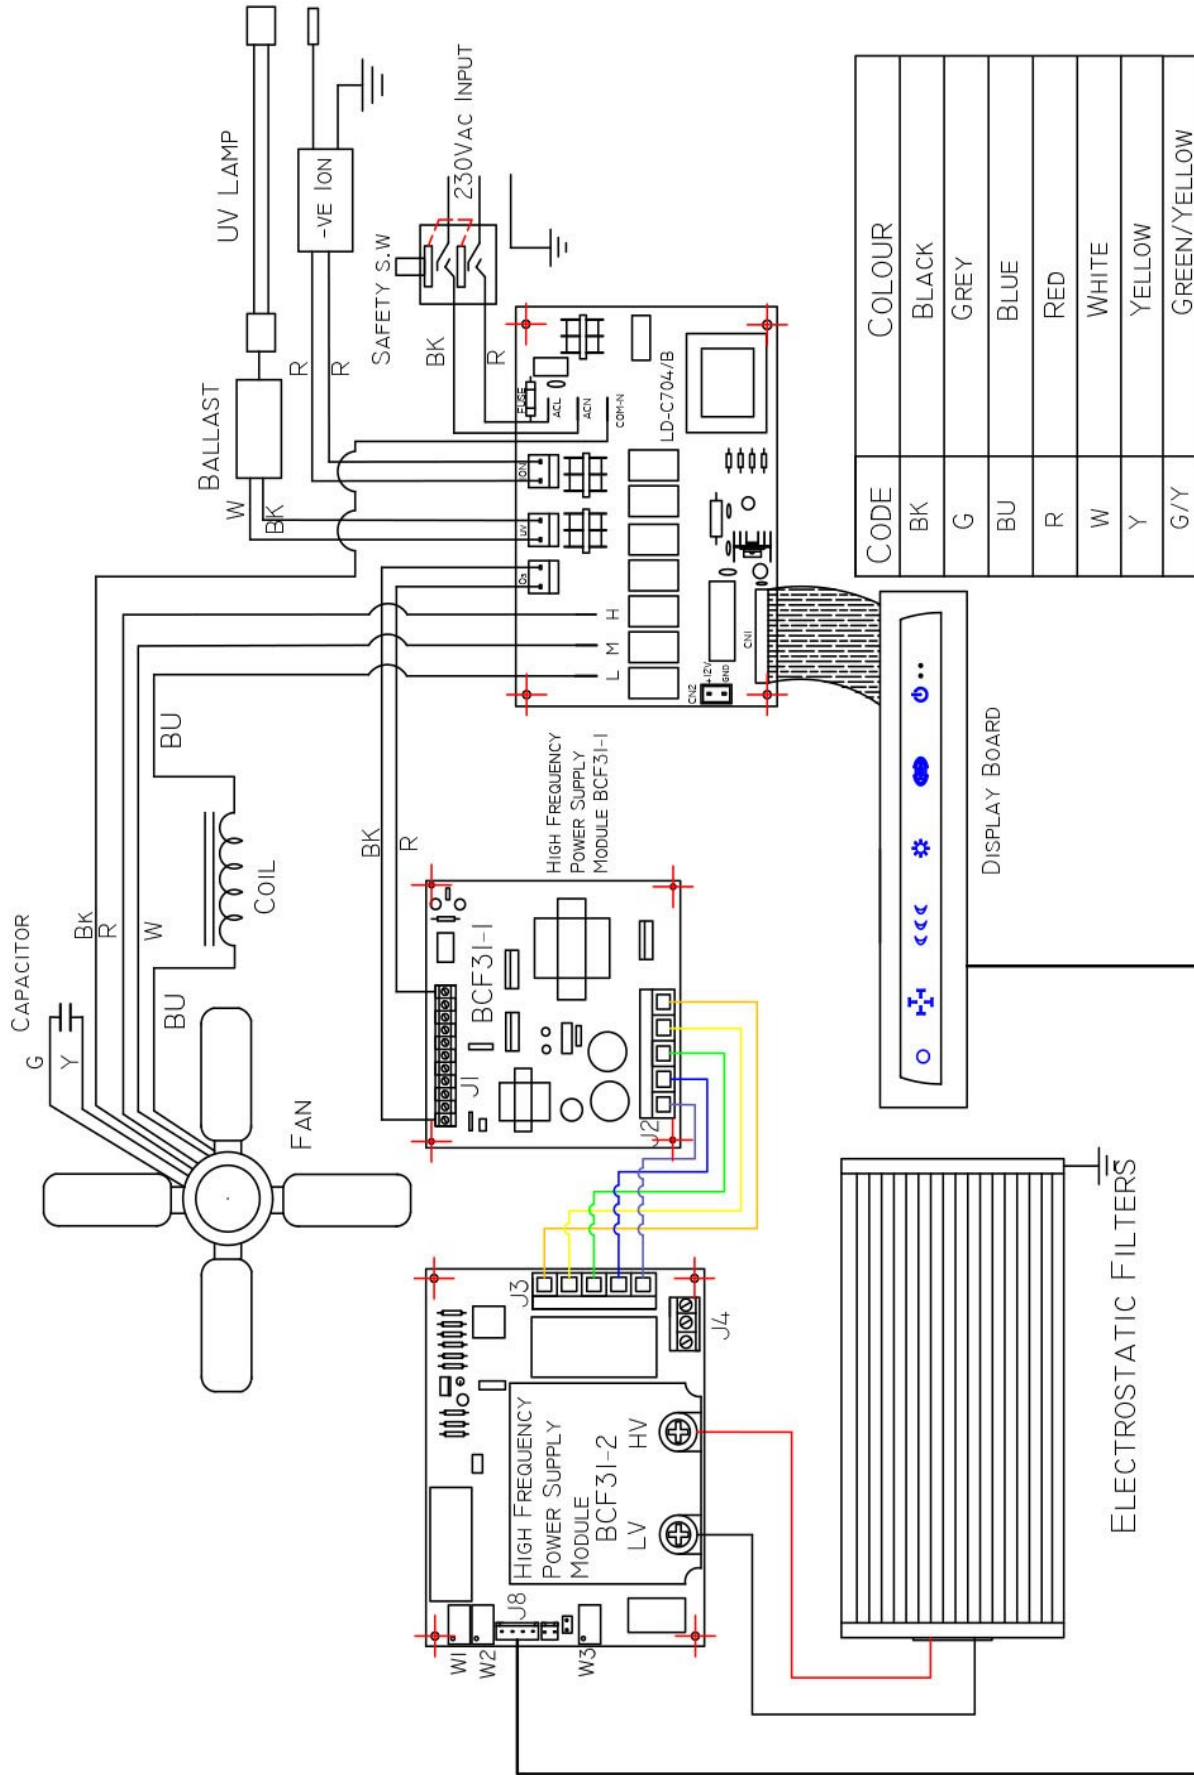 CAPACITOR
G
Y
BK
R
W
BU
BU
COIL
FAN
BALLAST
W
BK
UV LAMP
-VE ION
R
R
SAFETY S.W
BK
R
230VAC INPUT
FUSE
ACL
ACN
COM-N
ION
UV
O3
H
M
L
LD-C704/B
CN2
+12V
GND
CN1
BK
R
HIGH FREQUENCY
POWER SUPPLY
MODULE BCF31-1
BCF31-1
J1
J2
J3
J4
HIGH FREQUENCY
POWER SUPPLY
MODULE
BCF31-2
LV
HV
J8
W1
W2
W3
DISPLAY BOARD
ELECTROSTATIC FILTERS
CODE COLOUR
BK BLACK
G GREY
BU BLUE
R RED
W WHITE
Y YELLOW
G/Y GREEN/YELLOW